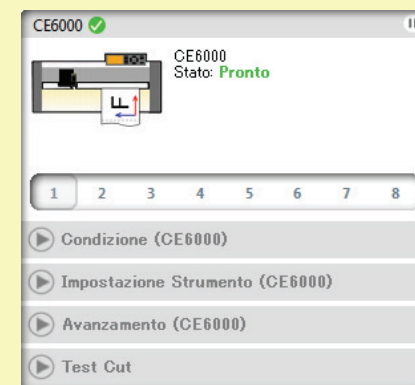 CE6000
CE6000
Stato: Pronto
1 2 3 4 5 6 7 8
Condizione (CE6000)
Impostazione Strumento (CE6000)
Avanzamento (CE6000)
Test Cut